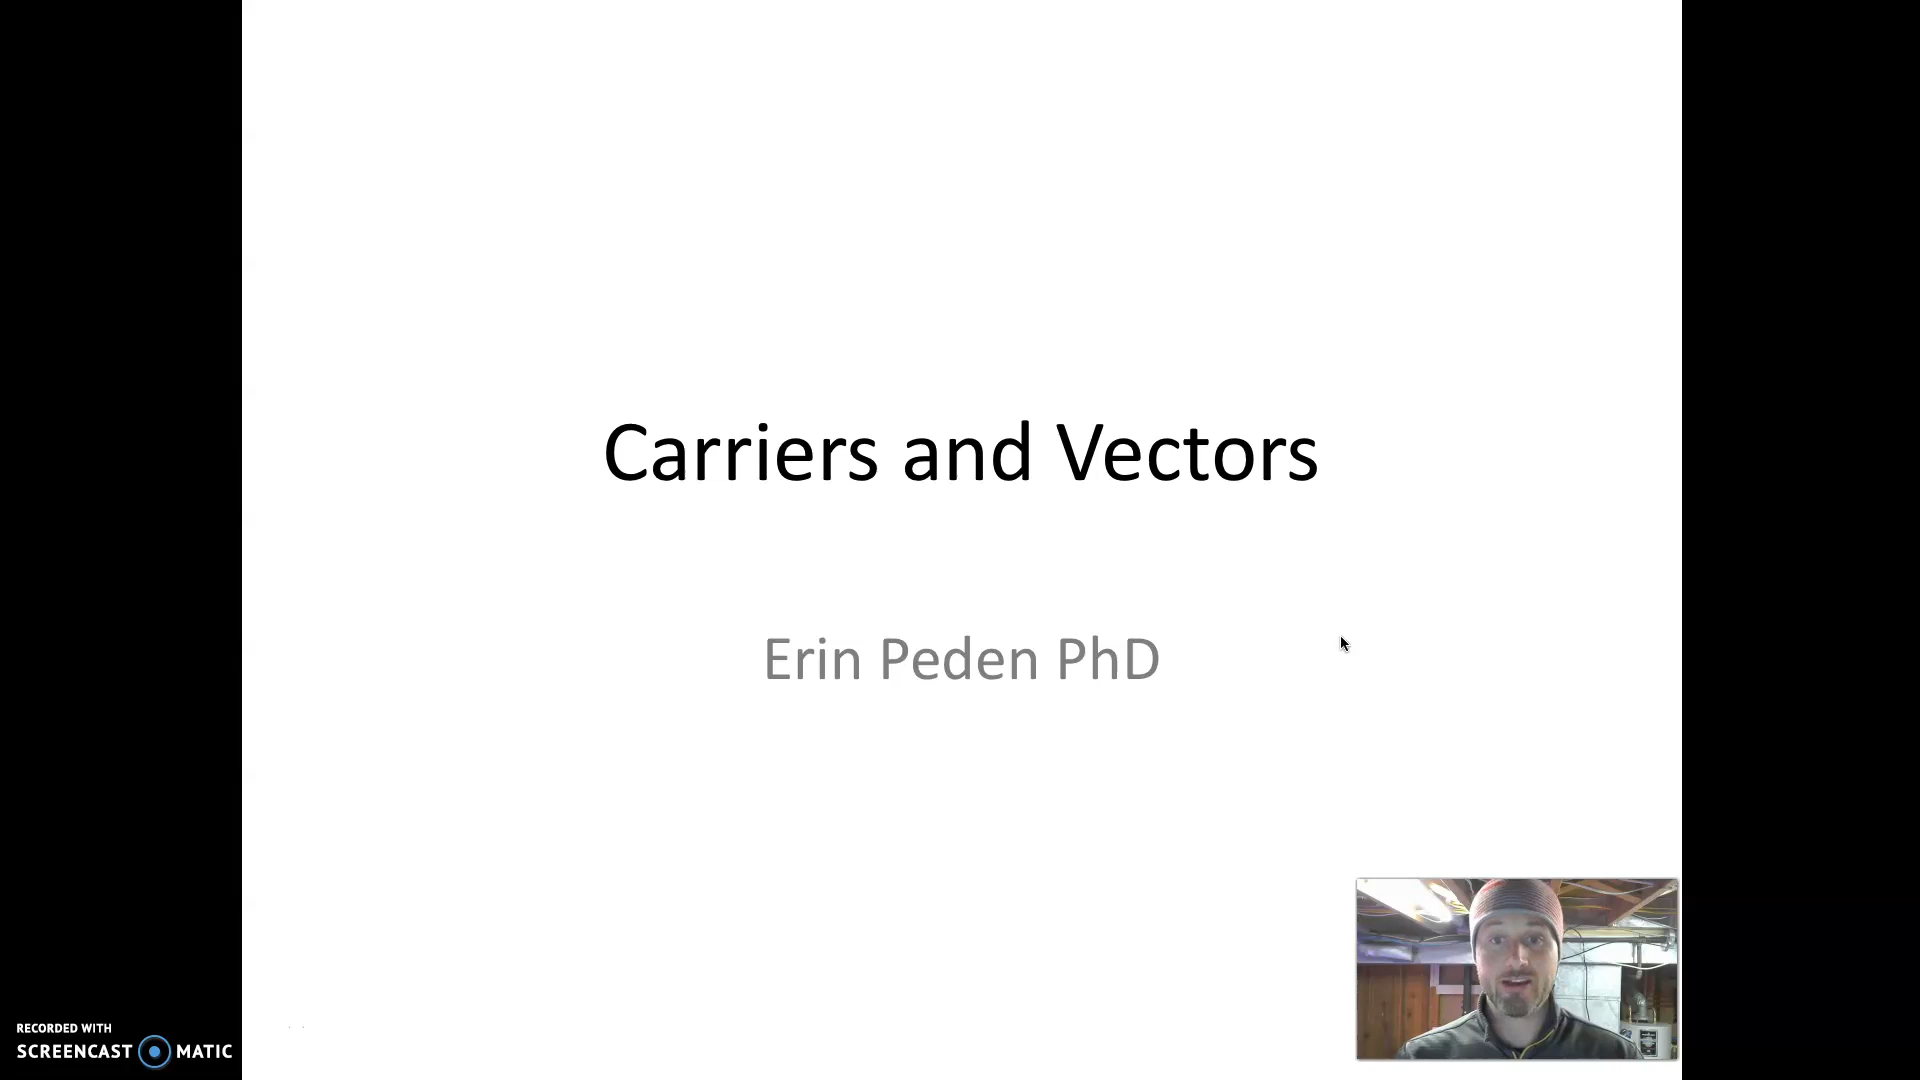 Carriers and Vectors
Erin Peden PhD
RECORDED WITH
SCREENCAST MATIC